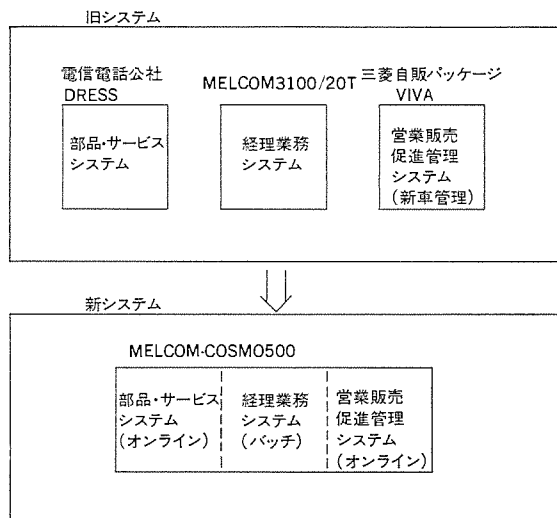 旧システム
電信電話公社
DRESS
MELCOM3100/20T
三菱自販パッケージ
VIVA
部品・サービス
システム
経理業務
システム
営業販売
促進管理
システム
(新車管理)
新システム
MELCOM-COSMO500
部品・サービス
システム
(オンライン)
経理業務
システム
(バッチ)
営業販売
促進管理
システム
(オンライン)